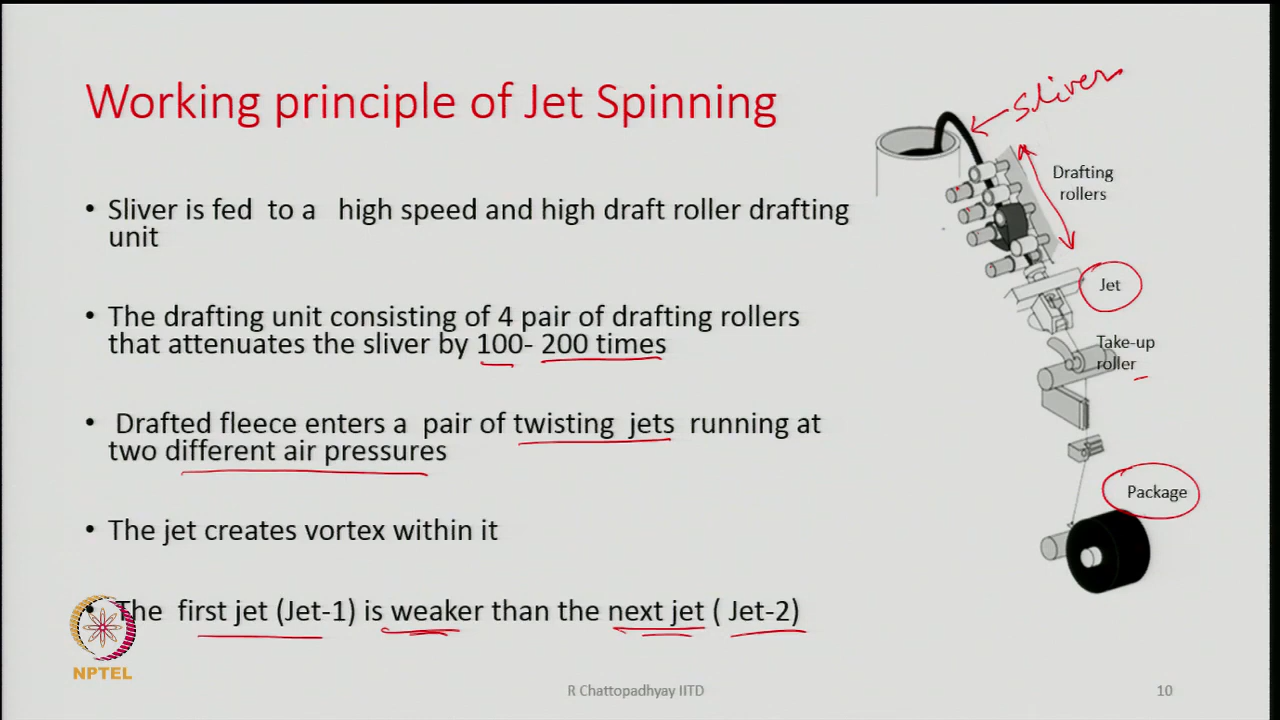 Working principle of Jet Spinning
• Sliver is fed to a high speed and high draft roller drafting
unit
• The drafting unit consisting of 4 pair of drafting rollers
that attenuates the sliver by 100- 200 times
• Drafted fleece enters a pair of twisting jets running at
two different air pressures
• The jet creates vortex within it
The first jet (Jet-1) is weaker than the next jet ( Jet-2)
Sliver
Drafting
rollers
Jet
Take-up
roller
Package
NPTEL
R Chattopadhyay IITD
10